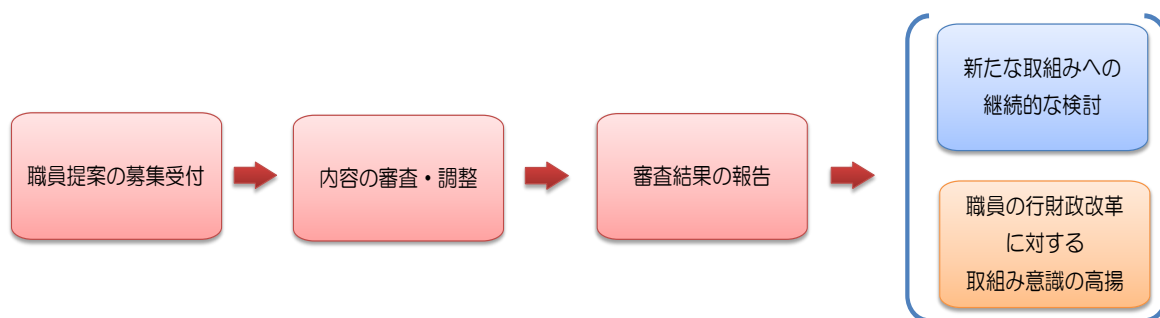 職員提案の募集受付
内容の審査・調整
審査結果の報告
新たな取組みへの
継続的な検討
職員の行財政改革
に対する
取組み意識の高揚